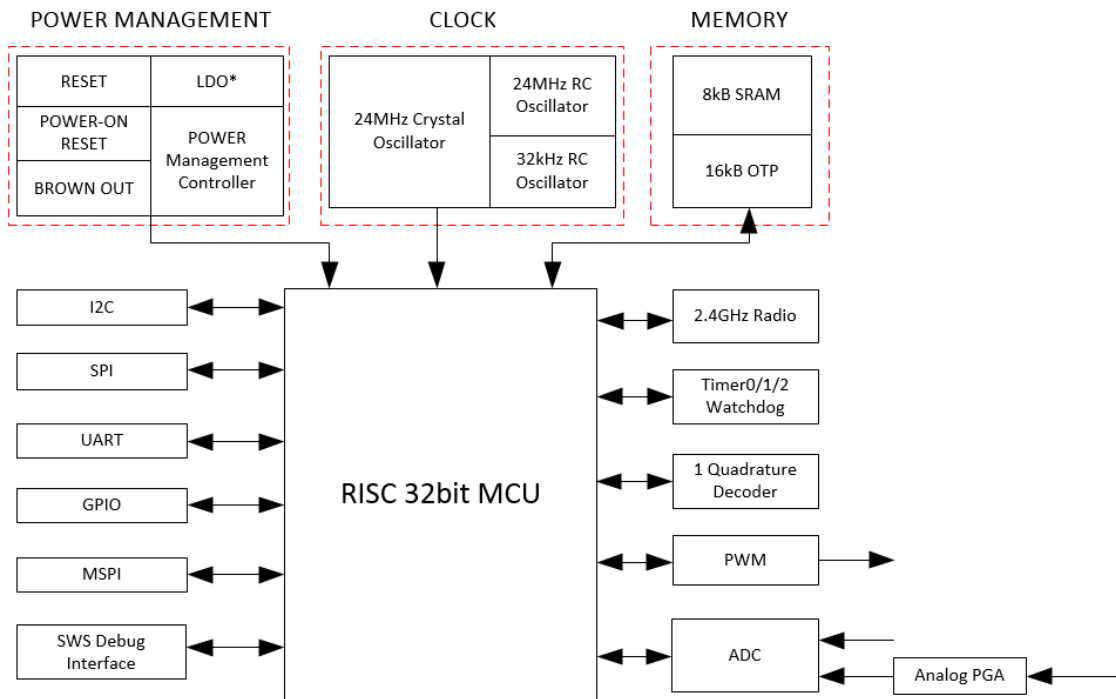 POWER MANAGEMENT
CLOCK
MEMORY
RESET
LDO*
POWER-ON
RESET
BROWN OUT
POWER
Management
Controller
24MHz Crystal
Oscillator
24MHz RC
Oscillator
32kHz RC
Oscillator
8kB SRAM
16kB OTP
I2C
SPI
UART
GPIO
MSPI
SWS Debug
Interface
RISC 32bit MCU
2.4GHz Radio
Timer0/1/2
Watchdog
1 Quadrature
Decoder
PWM
ADC
Analog PGA